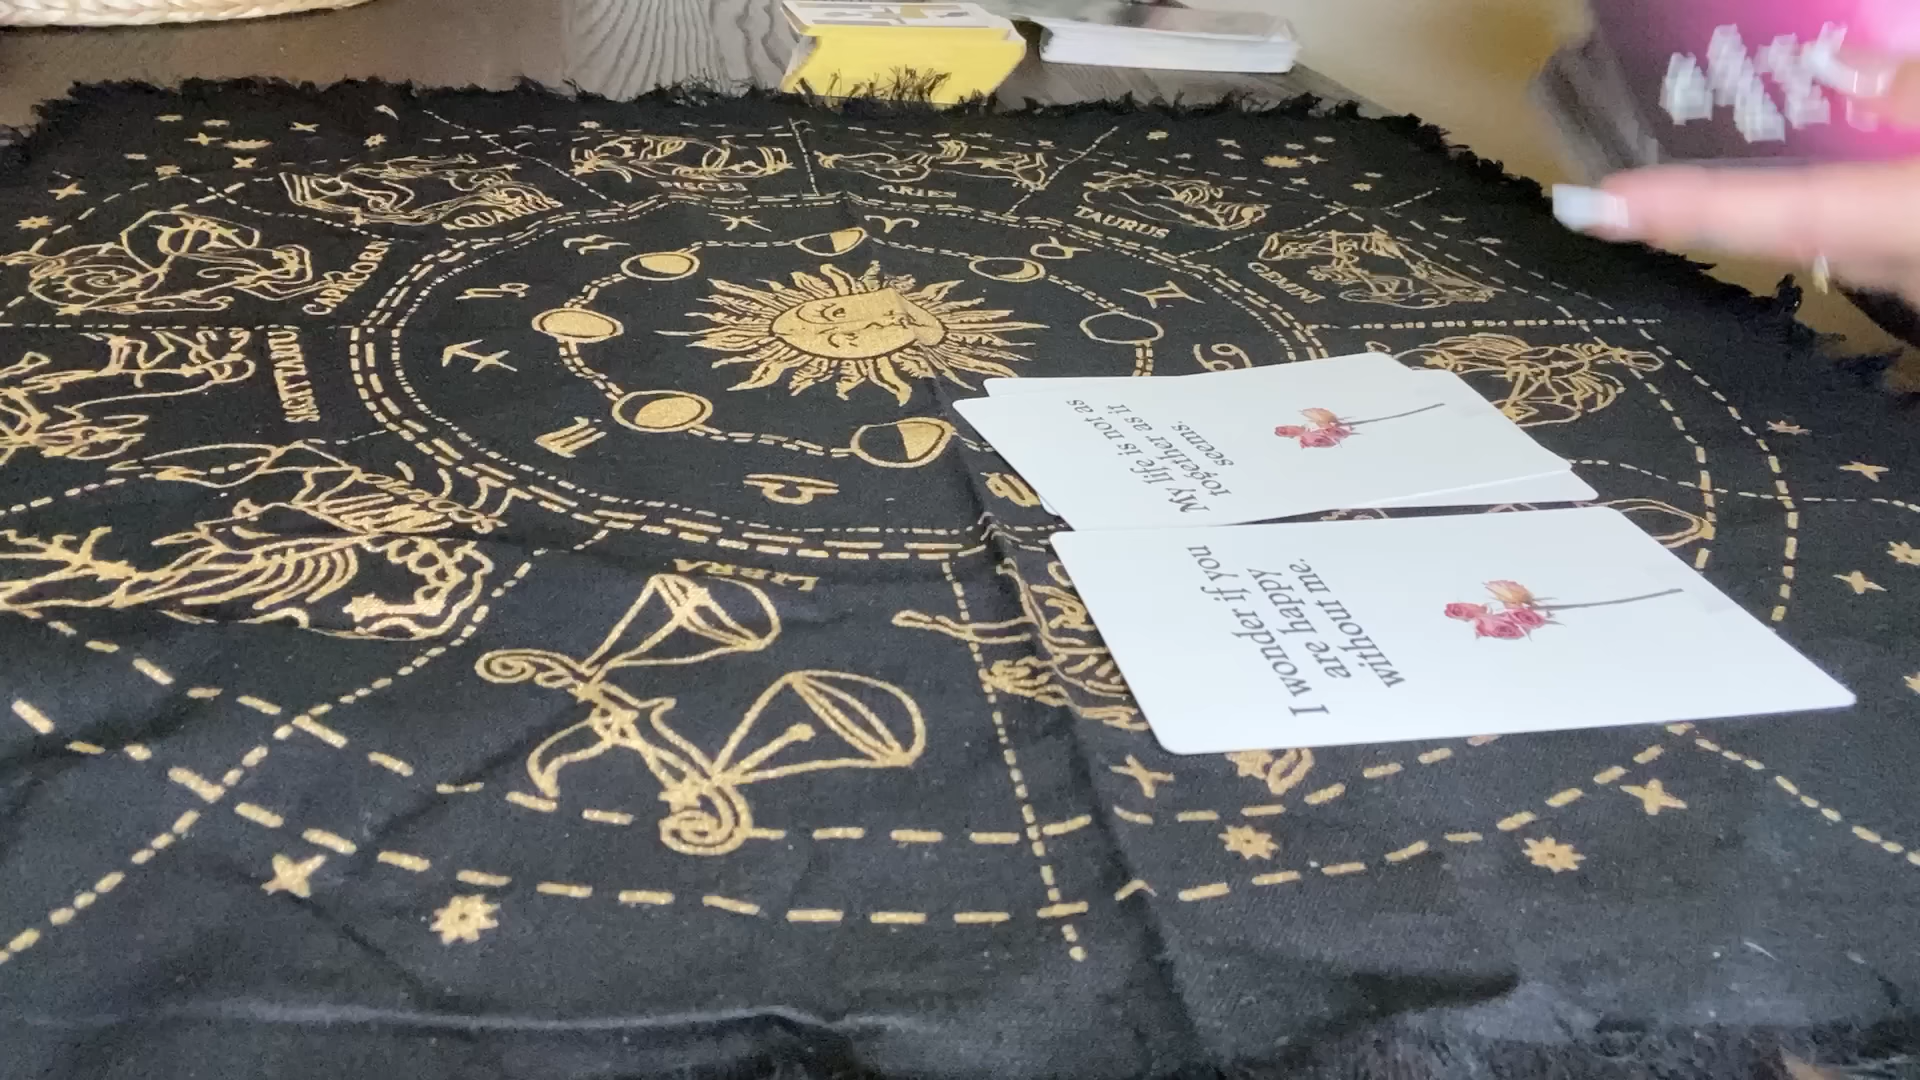 PISCES
ARIES
TAURUS
GEMINI
AQUARIUS
CAPRICORN
LIBRA
My life is not as
together as it
seems.
I wonder if you
are happy
without me.